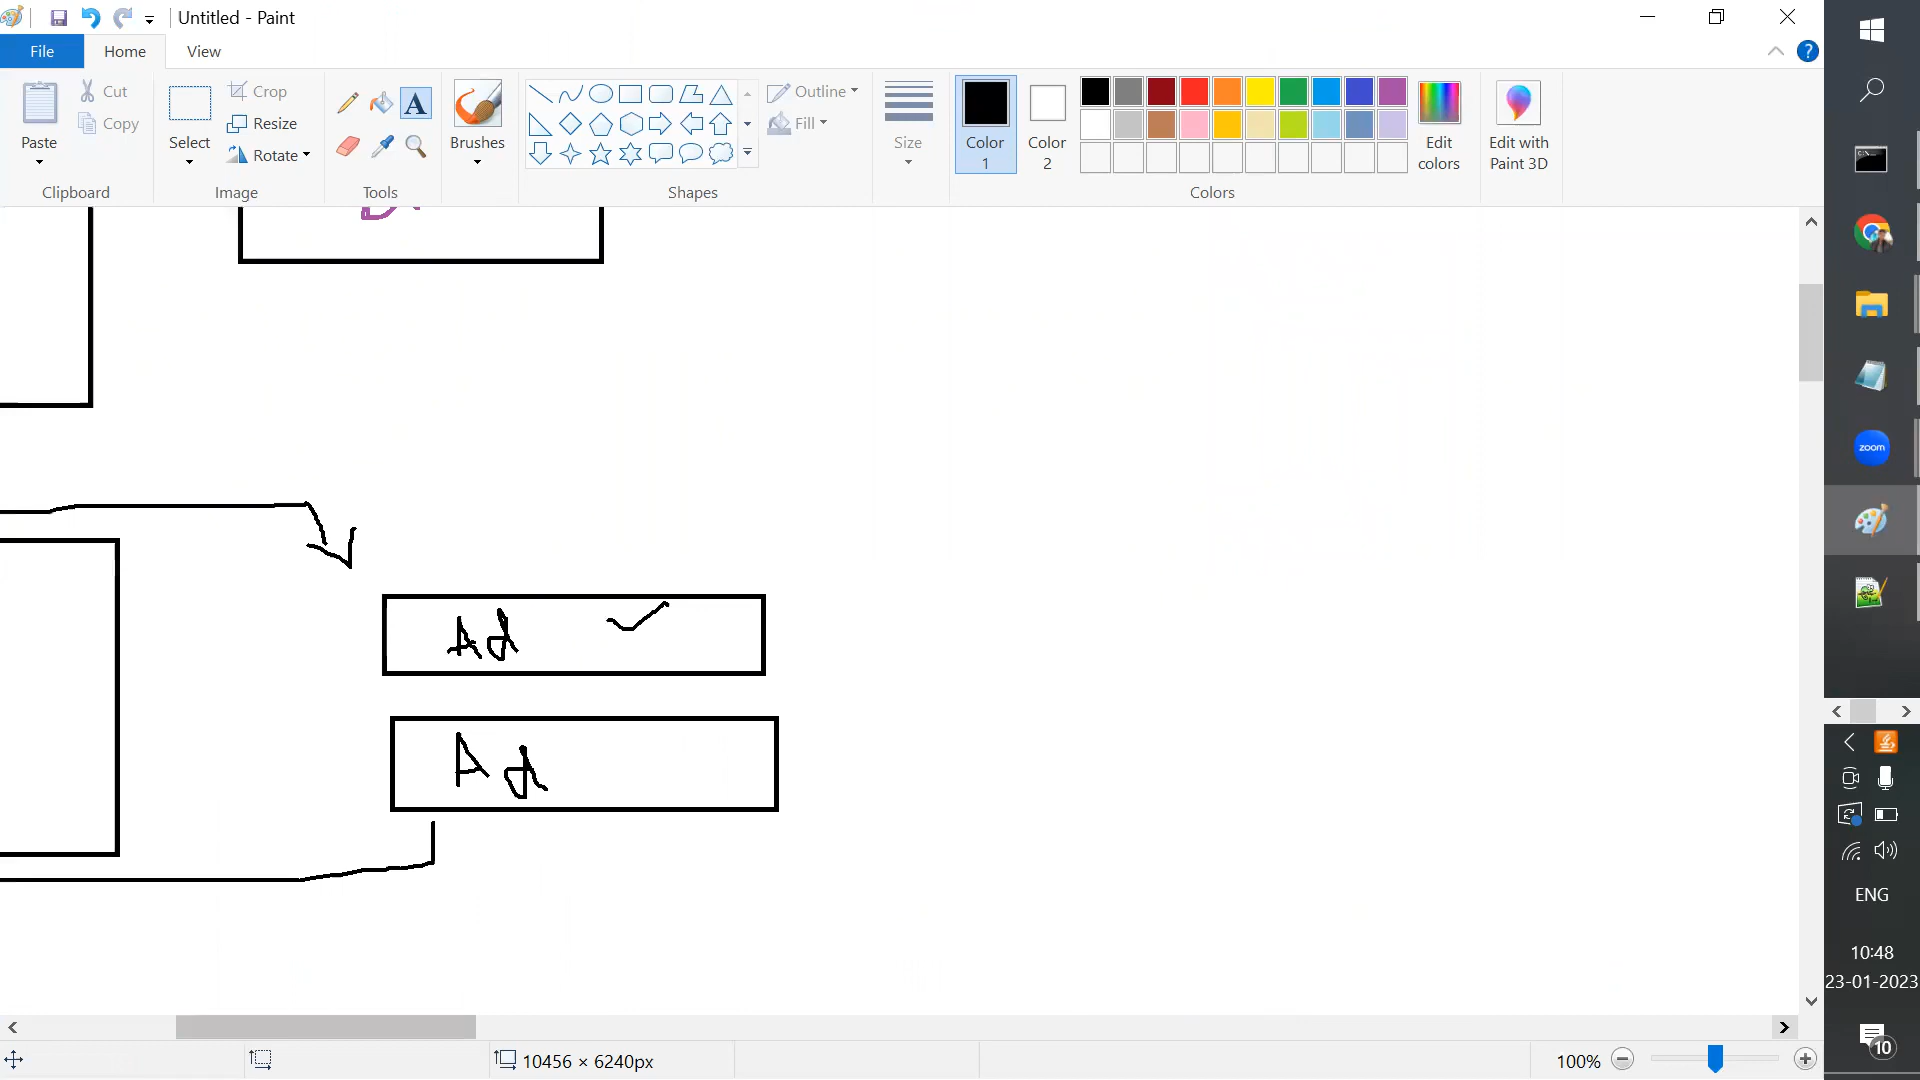 Untitled - Paint
File Home View
Paste
Cut
Copy
Clipboard
Select
Crop
Resize
Rotate
Image
Tools
Brushes
Shapes
Outline
Fill
Size
Color 1
Color 2
Colors
Edit colors
Edit with Paint 3D
Ad
Ad
zoom
ENG
10:48
23-01-2023
10
10456 × 6240px
100%